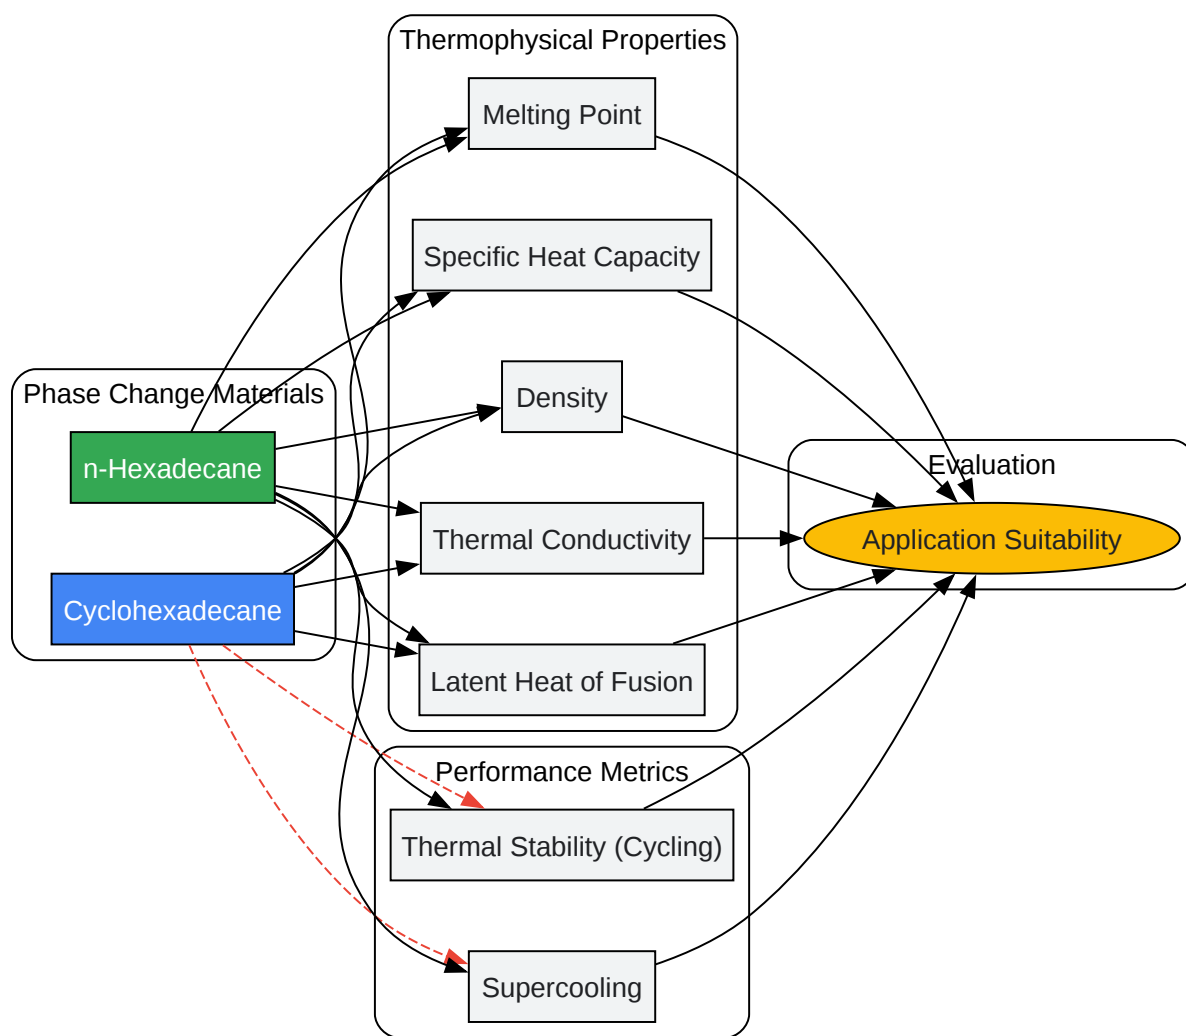 Thermophysical Properties
Melting Point
Specific Heat Capacity
Density
Thermal Conductivity
Latent Heat of Fusion
Phase Change Materials
n-Hexadecane
Cyclohexadecane
Performance Metrics
Thermal Stability (Cycling)
Supercooling
Evaluation
Application Suitability